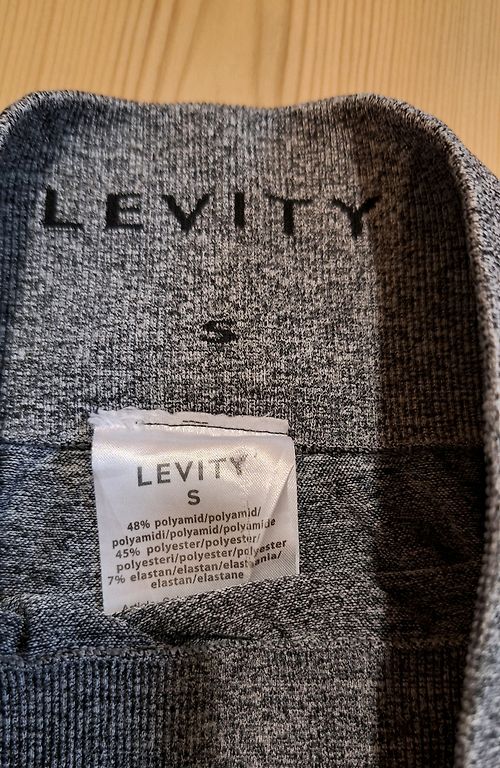 LEVITY
S
LEVITY
S
48% polyamid/polyamid/
polyamidi/polyamid/polyamide
45% polyester/polyester/
polyesteri/polyester/polyester
7% elastan/elastan/elastaania/
elastan/elastane